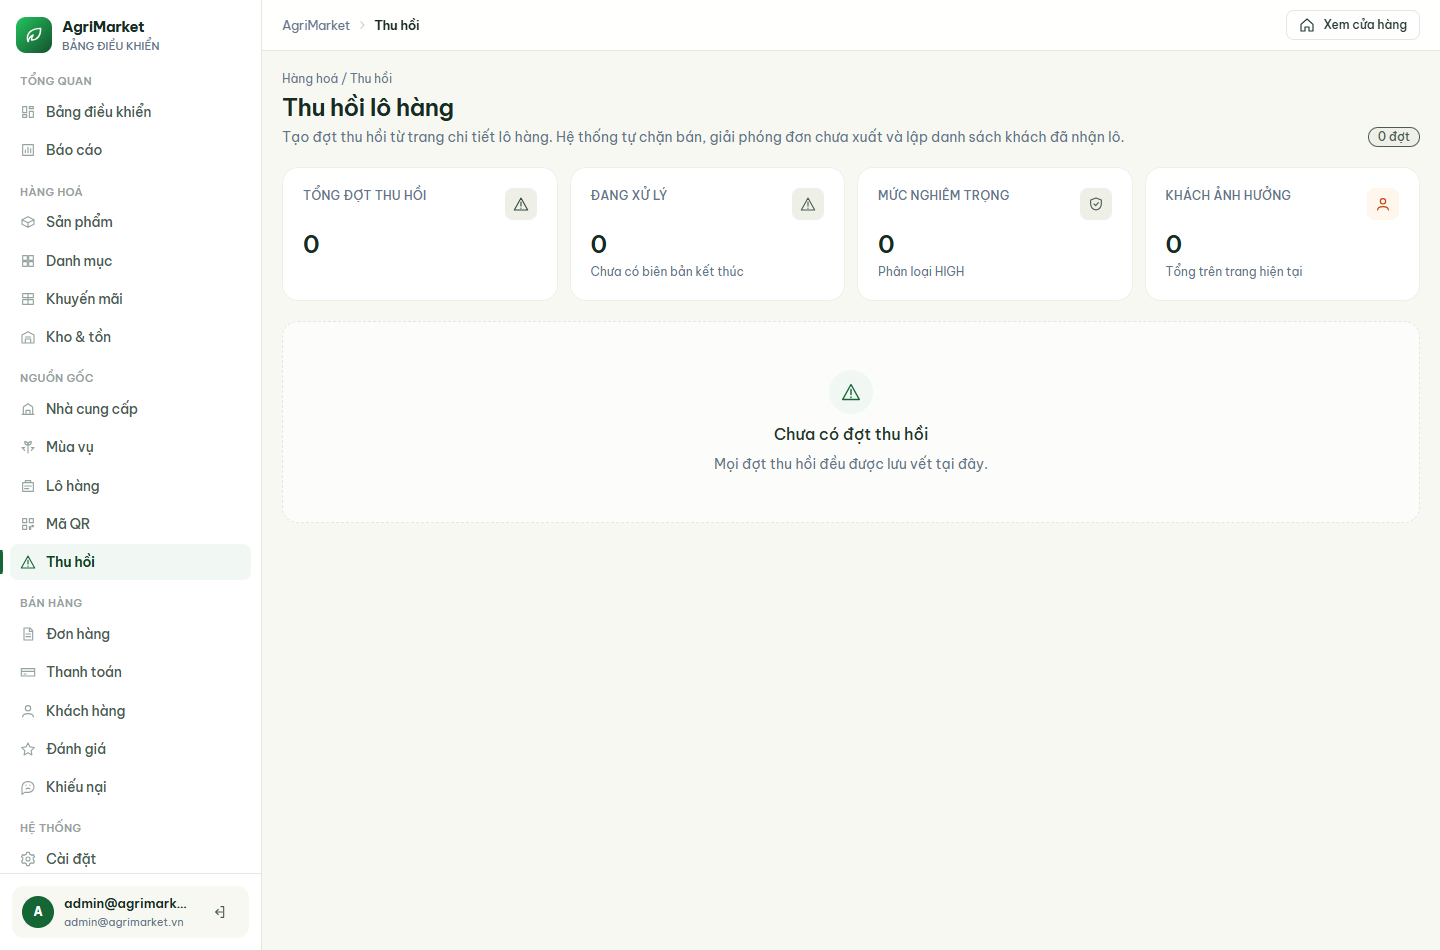 AgriMarket
BẢNG ĐIỀU KHIỂN
TỔNG QUAN
Bảng điều khiển
Báo cáo
HÀNG HOÁ
Sản phẩm
Danh mục
Khuyến mãi
Kho & tồn
NGUỒN GỐC
Nhà cung cấp
Mùa vụ
Lô hàng
Mã QR
Thu hồi
BÁN HÀNG
Đơn hàng
Thanh toán
Khách hàng
Đánh giá
Khiếu nại
HỆ THỐNG
Cài đặt
A
admin@agrimark...
admin@agrimarket.vn
AgriMarket > Thu hồi
Xem cửa hàng
Hàng hoá / Thu hồi
Thu hồi lô hàng
Tạo đợt thu hồi từ trang chi tiết lô hàng. Hệ thống tự chặn bán, giải phóng đơn chưa xuất và lập danh sách khách đã nhận lô.
0 đợt
TỔNG ĐỢT THU HỒI
0
ĐANG XỬ LÝ
0
Chưa có biên bản kết thúc
MỨC NGHIÊM TRỌNG
0
Phân loại HIGH
KHÁCH ẢNH HƯỞNG
0
Tổng trên trang hiện tại
Chưa có đợt thu hồi
Mọi đợt thu hồi đều được lưu vết tại đây.